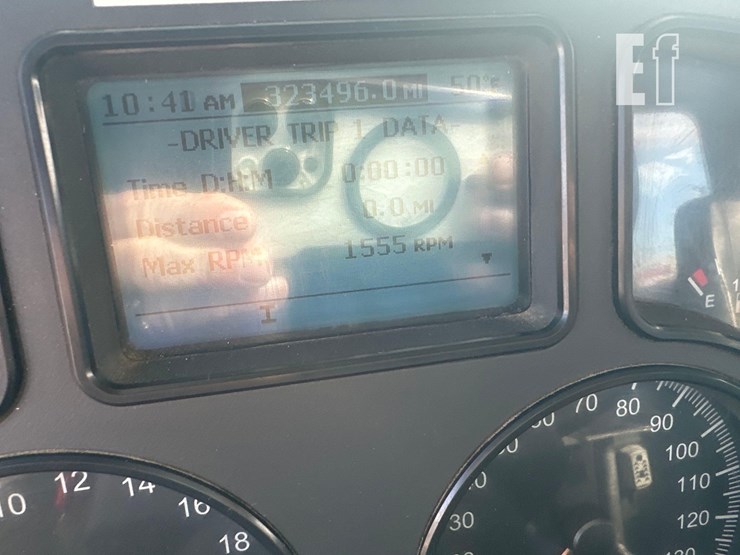 Ef
10:41 AM 323496.0 MI 50°F
-DRIVER TRIP 1 DATA-
Time D:H:M 0:00:00
Distance 0.0 MI
Max RPM 1555 RPM
I
E
10 12 14 16 18
30 70 80 90 100 110 120